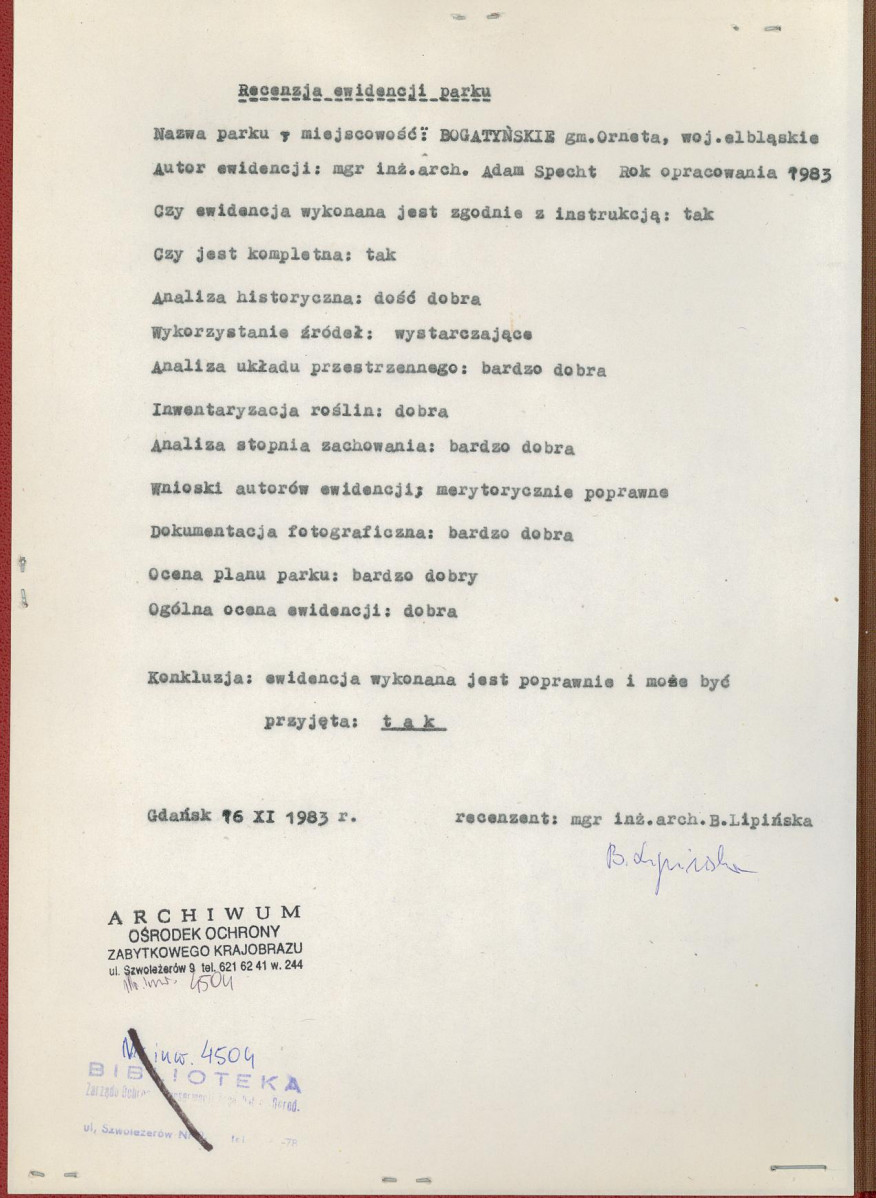 Recenzja ewidencji parku
Nazwa parku , miejscowość: BOGATYŃSKIE gm.Orneta, woj.elbląskie
Autor ewidencji: mgr inż.arch. Adam Specht Rok opracowania 1983
Czy ewidencja wykonana jest zgodnie z instrukcją: tak
Czy jest kompletna: tak
Analiza historyczna: dość dobra
Wykorzystanie źródeł: wystarczające
Analiza układu przestrzennego: bardzo dobra
Inwentaryzacja roślin: dobra
Analiza stopnia zachowania: bardzo dobra
Wnioski autorów ewidencji; merytorycznie poprawne
Dokumentacja fotograficzna: bardzo dobra
Ocena planu parku: bardzo dobry
Ogólna ocena ewidencji: dobra
Konkluzja: ewidencja wykonana jest poprawnie i może być
przyjęta: t a k
Gdańsk 16 XI 1983 r. recenzent: mgr inż.arch.B.Lipińska
B. Lipińska
ARCHIWUM
OŚRODEK OCHRONY
ZABYTKOWEGO KRAJOBRAZU
ul. Szwoleżerów 9 tel. 621 62 41 w. 244
Nr. inw. 4504
Nr inw. 4504
BIBLIOTEKA
Zarządu
ul. Szwoleżerów